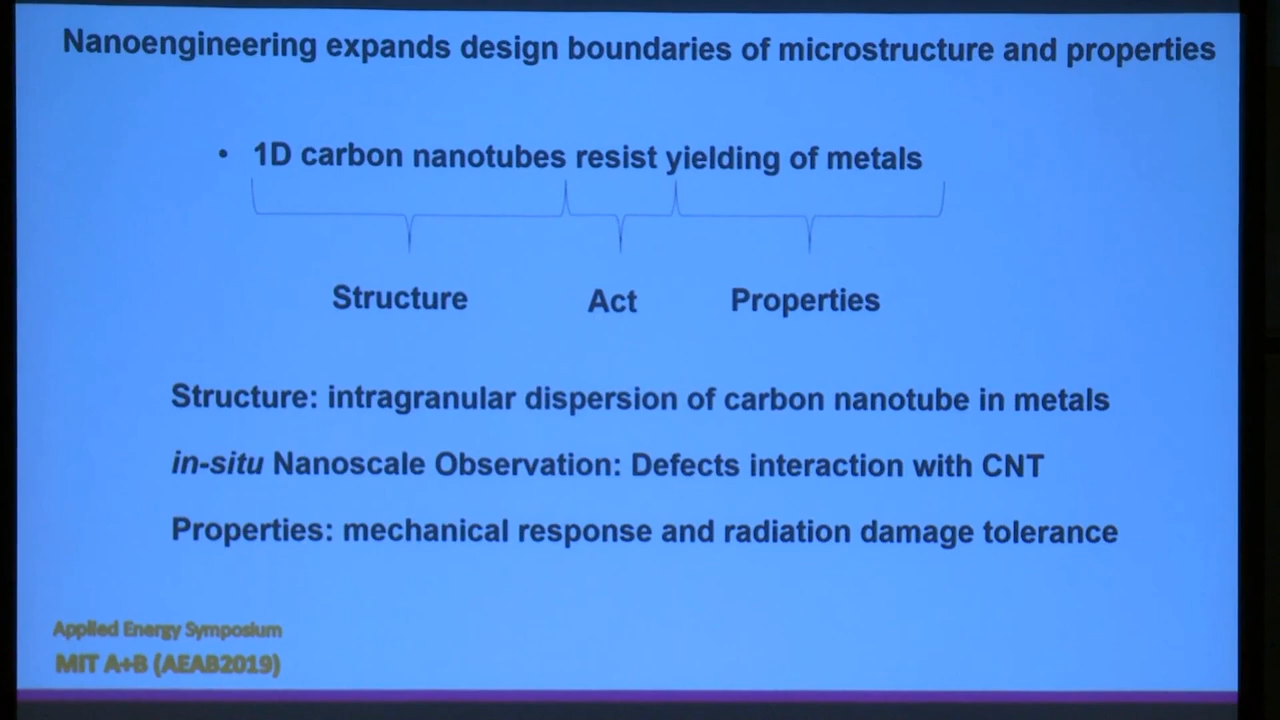 Nanoengineering expands design boundaries of microstructure and properties
• 1D carbon nanotubes resist yielding of metals
Structure Act Properties
Structure: intragranular dispersion of carbon nanotube in metals
in-situ Nanoscale Observation: Defects interaction with CNT
Properties: mechanical response and radiation damage tolerance
Applied Energy Symposium
MIT A+B (AEAB2019)